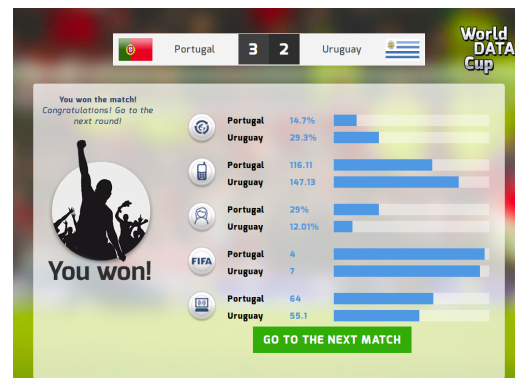 World
DATA
Cup
Portugal 3 2 Uruguay
You won the match!
Congratulations! Go to the
next round!
You won!
Portugal 14.7%
Uruguay 29.3%
Portugal 116.11
Uruguay 147.13
Portugal 29%
Uruguay 12.01%
FIFA
Portugal 4
Uruguay 7
Portugal 64
Uruguay 55.1
GO TO THE NEXT MATCH